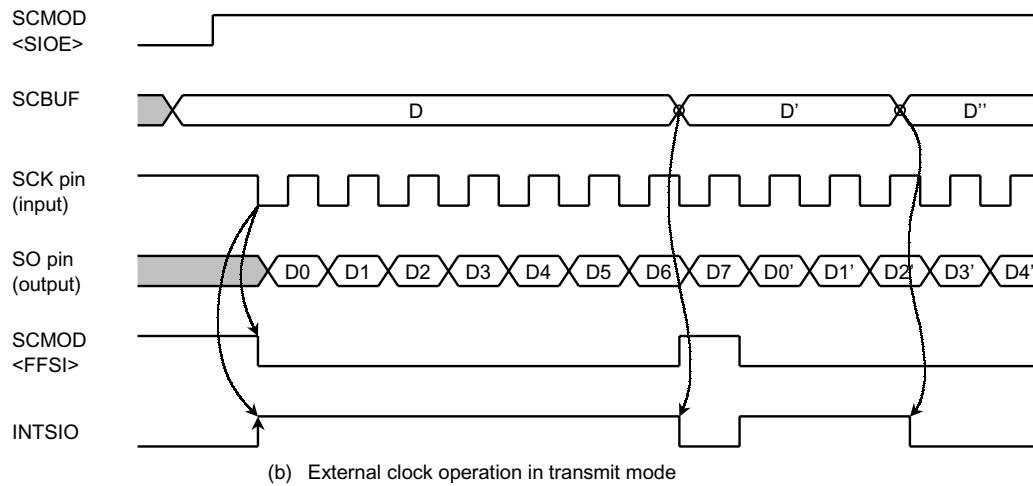 SCMOD
<SIOE>
SCBUF
D
D'
D''
SCK pin
(input)
SO pin
(output)
D0
D1
D2
D3
D4
D5
D6
D7
D0'
D1'
D2'
D3'
D4'
SCMOD
<FFSI>
INTSIO
(b) External clock operation in transmit mode